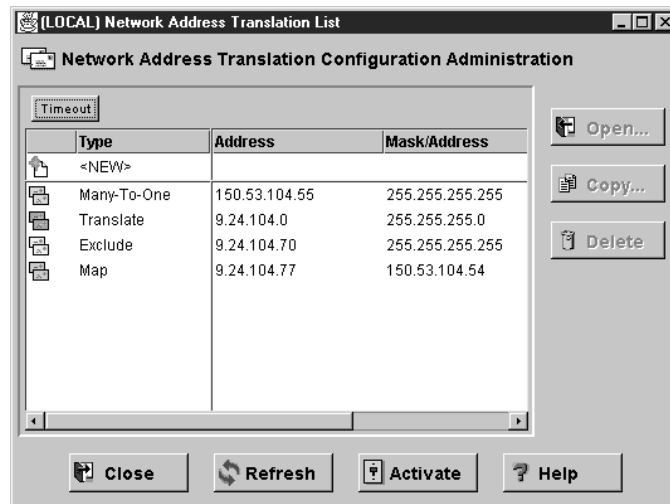 (LOCAL) Network Address Translation List
Network Address Translation Configuration Administration
Timeout
Type Address Mask/Address
<NEW>
Many-To-One 150.53.104.55 255.255.255.255
Translate 9.24.104.0 255.255.255.0
Exclude 9.24.104.70 255.255.255.255
Map 9.24.104.77 150.53.104.54
Open...
Copy...
Delete
Close Refresh Activate Help